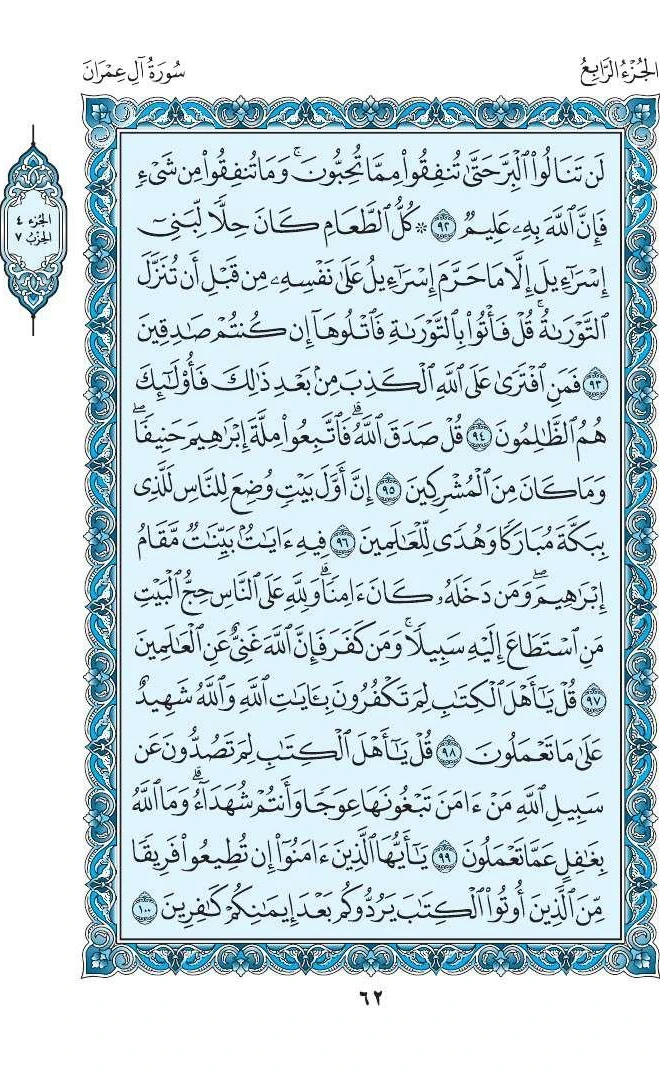 الجُزْءُ الرَّابِعُ
سُورَةُ آلِ عِمْرَانَ
لَن تَنَالُوا۟ ٱلْبِرَّ حَتَّىٰ تُنفِقُوا۟ مِمَّا تُحِبُّونَۚ وَمَا تُنفِقُوا۟ مِن شَىْءٍ
فَإِنَّ ٱللَّهَ بِهِۦ عَلِيمٌ ٩٢ ۞ كُلُّ ٱلطَّعَامِ كَانَ حِلًّا لِّبَنِىٓ
إِسْرَٰٓءِيلَ إِلَّا مَا حَرَّمَ إِسْرَٰٓءِيلُ عَلَىٰ نَفْسِهِۦ مِن قَبْلِ أَن تُنَزَّلَ
ٱلتَّوْرَىٰةُۚ قُلْ فَأْتُوا۟ بِٱلتَّوْرَىٰةِ فَٱتْلُوهَآ إِن كُنتُمْ صَٰدِقِينَ
٩٣ فَمَنِ ٱفْتَرَىٰ عَلَى ٱللَّهِ ٱلْكَذِبَ مِنۢ بَعْدِ ذَٰلِكَ فَأُو۟لَٰٓئِكَ
هُمُ ٱلظَّٰلِمُونَ ٩٤ قُلْ صَدَقَ ٱللَّهُۗ فَٱتَّبِعُوا۟ مِلَّةَ إِبْرَٰهِيمَ حَنِيفًاۖ
وَمَا كَانَ مِنَ ٱلْمُشْرِكِينَ ٩٥ إِنَّ أَوَّلَ بَيْتٍ وُضِعَ لِلنَّاسِ لَلَّذِى
بِبَكَّةَ مُبَارَكًا وَهُدًى لِّلْعَٰلَمِينَ ٩٦ فِيهِ ءَايَٰتٌۢ بَيِّنَٰتٌ مَّقَامُ
إِبْرَٰهِيمَۖ وَمَن دَخَلَهُۥ كَانَ ءَامِنًاۗ وَلِلَّهِ عَلَى ٱلنَّاسِ حِجُّ ٱلْبَيْتِ
مَنِ ٱسْتَطَاعَ إِلَيْهِ سَبِيلًاۚ وَمَن كَفَرَ فَإِنَّ ٱللَّهَ غَنِىٌّ عَنِ ٱلْعَٰلَمِينَ
٩٧ قُلْ يَٰٓأَهْلَ ٱلْكِتَٰبِ لِمَ تَكْفُرُونَ بِـَٔايَٰتِ ٱللَّهِ وَٱللَّهُ شَهِيدٌ
عَلَىٰ مَا تَعْمَلُونَ ٩٨ قُلْ يَٰٓأَهْلَ ٱلْكِتَٰبِ لِمَ تَصُدُّونَ عَن
سَبِيلِ ٱللَّهِ مَنْ ءَامَنَ تَبْغُونَهَا عِوَجًا وَأَنتُمْ شُهَدَآءُۗ وَمَا ٱللَّهُ
بِغَٰفِلٍ عَمَّا تَعْمَلُونَ ٩٩ يَٰٓأَيُّهَا ٱلَّذِينَ ءَامَنُوٓا۟ إِن تُطِيعُوا۟ فَرِيقًا
مِّنَ ٱلَّذِينَ أُوتُوا۟ ٱلْكِتَٰبَ يَرُدُّوكُم بَعْدَ إِيمَٰنِكُمْ كَٰفِرِينَ ١٠٠
الجزء ٤
الحزب ٧
٦٢